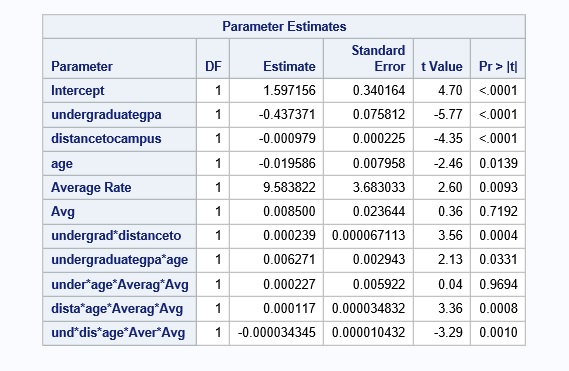 Parameter Estimates
Parameter DF Estimate Standard Error t Value Pr > |t|
Intercept 1 1.597156 0.340164 4.70 <.0001
undergraduategpa 1 -0.437371 0.075812 -5.77 <.0001
distancetocampus 1 -0.000979 0.000225 -4.35 <.0001
age 1 -0.019586 0.007958 -2.46 0.0139
Average Rate 1 9.583822 3.683033 2.60 0.0093
Avg 1 0.008500 0.023644 0.36 0.7192
undergrad*distanceto 1 0.000239 0.000067113 3.56 0.0004
undergraduategpa*age 1 0.006271 0.002943 2.13 0.0331
under*age*Averag*Avg 1 0.000227 0.005922 0.04 0.9694
dista*age*Averag*Avg 1 0.000117 0.000034832 3.36 0.0008
und*dis*age*Aver*Avg 1 -0.000034345 0.000010432 -3.29 0.0010